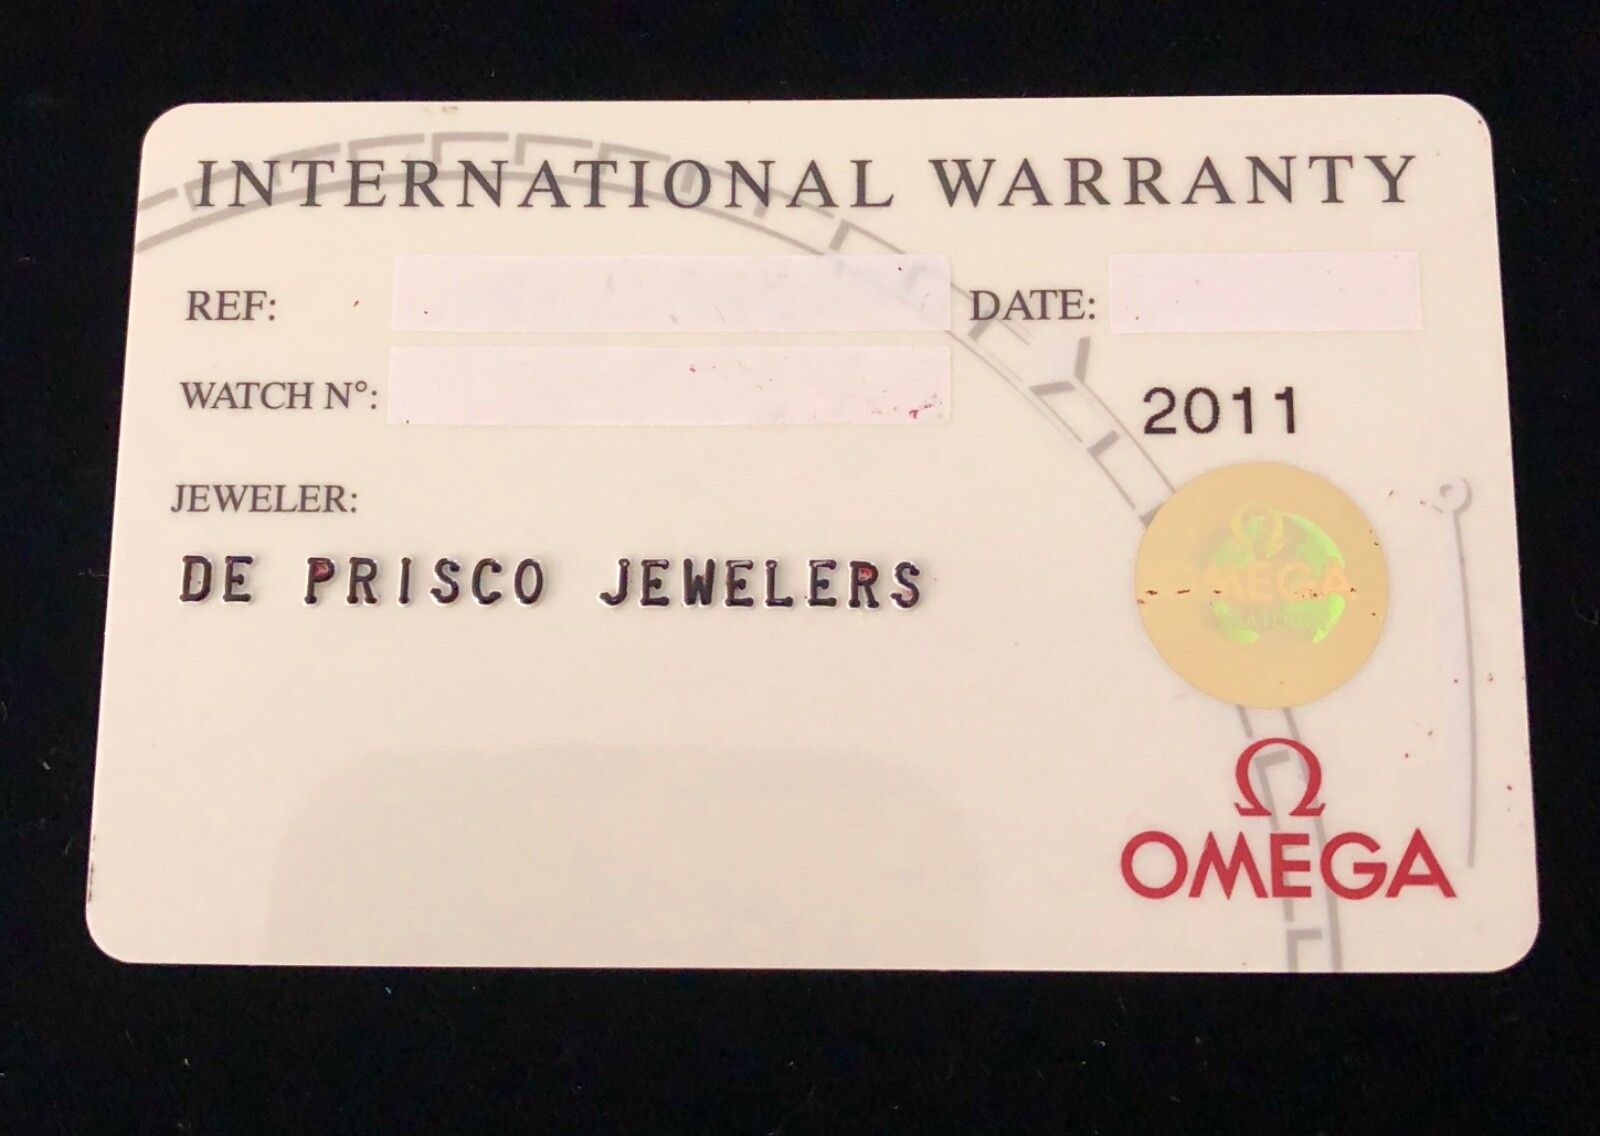 INTERNATIONAL WARRANTY
REF:
DATE:
WATCH N°:
2011
JEWELER:
DE PRISCO JEWELERS
Ω
OMEGA
Ω
OMEGA